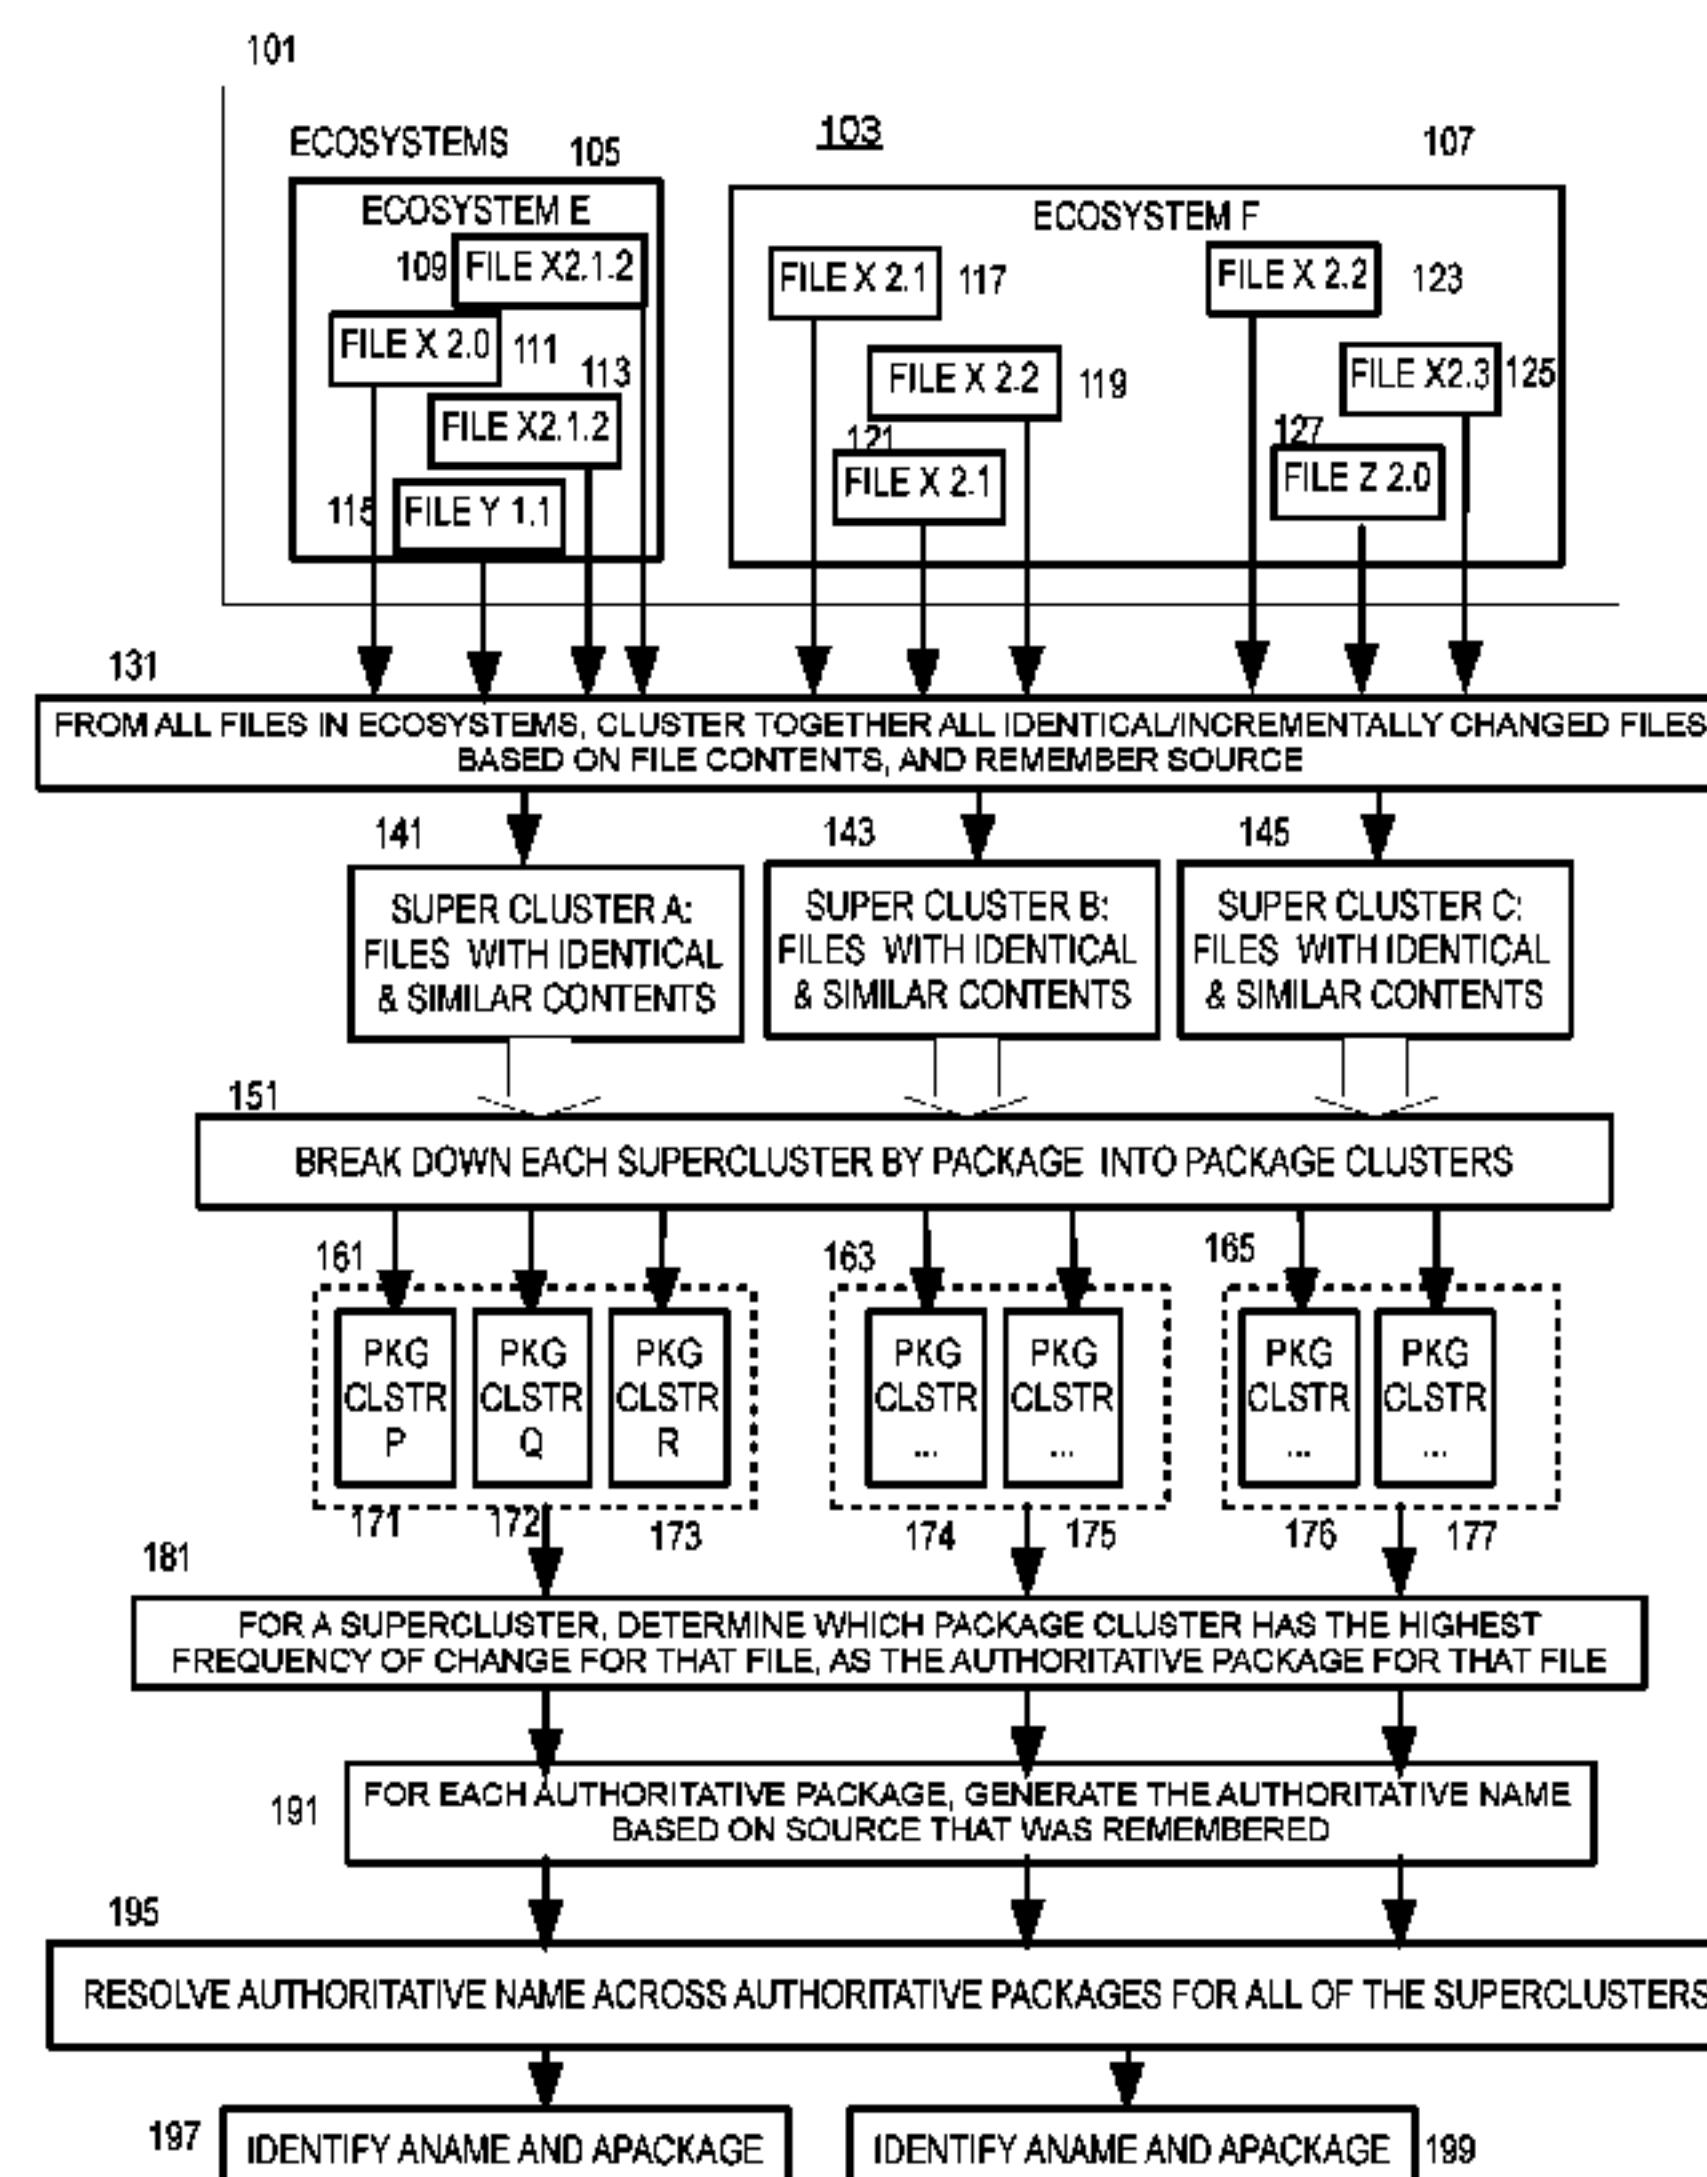 101
ECOSYSTEMS
105
103
107
ECOSYSTEM E
ECOSYSTEM F
109
FILE X2.1.2
FILE X 2.1
117
FILE X 2.2
123
FILE X 2.0
111
113
FILE X 2.2
119
FILE X2.3
125
FILE X2.1.2
121
127
115
FILE Y 1.1
FILE X 2.1
FILE Z 2.0
131
FROM ALL FILES IN ECOSYSTEMS, CLUSTER TOGETHER ALL IDENTICAL/INCREMENTALLY CHANGED FILES
BASED ON FILE CONTENTS, AND REMEMBER SOURCE
141
143
145
SUPER CLUSTER A:
FILES WITH IDENTICAL
& SIMILAR CONTENTS
SUPER CLUSTER B:
FILES WITH IDENTICAL
& SIMILAR CONTENTS
SUPER CLUSTER C:
FILES WITH IDENTICAL
& SIMILAR CONTENTS
151
BREAK DOWN EACH SUPERCLUSTER BY PACKAGE INTO PACKAGE CLUSTERS
161
163
165
PKG
CLSTR
P
PKG
CLSTR
Q
PKG
CLSTR
R
PKG
CLSTR
...
PKG
CLSTR
...
PKG
CLSTR
...
PKG
CLSTR
...
171
172
173
174
175
176
177
181
FOR A SUPERCLUSTER, DETERMINE WHICH PACKAGE CLUSTER HAS THE HIGHEST
FREQUENCY OF CHANGE FOR THAT FILE, AS THE AUTHORITATIVE PACKAGE FOR THAT FILE
191
FOR EACH AUTHORITATIVE PACKAGE, GENERATE THE AUTHORITATIVE NAME
BASED ON SOURCE THAT WAS REMEMBERED
195
RESOLVE AUTHORITATIVE NAME ACROSS AUTHORITATIVE PACKAGES FOR ALL OF THE SUPERCLUSTERS
197
IDENTIFY ANAME AND APACKAGE
IDENTIFY ANAME AND APACKAGE
199